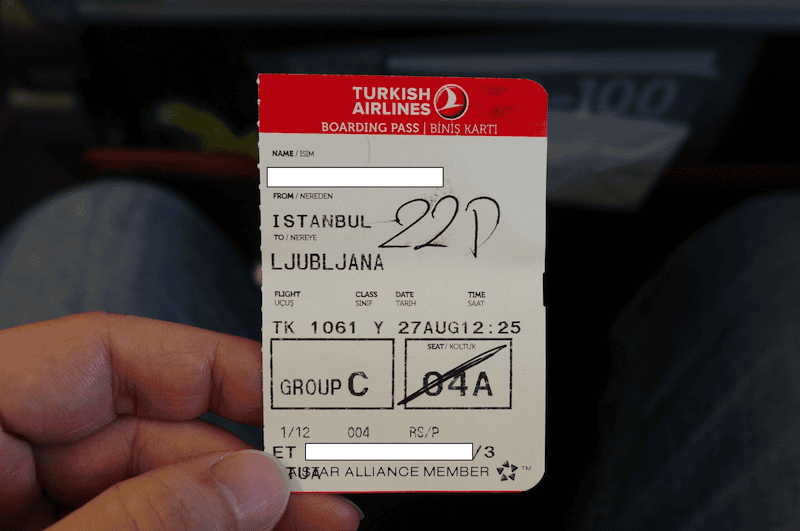 TURKISH
AIRLINES
BOARDING PASS | BİNİŞ KARTI
NAME / İSİM
FROM / NEREDEN
ISTANBUL
22D
TO / NEREYE
LJUBLJANA
FLIGHT CLASS DATE TIME
UÇUŞ SINIF TARİH SAAT
TK 1061 Y 27AUG12:25
GROUP C
SEAT / KOLTUK
04A
1/12 004 RS/P
ET /3
A STAR ALLIANCE MEMBER ™
-100